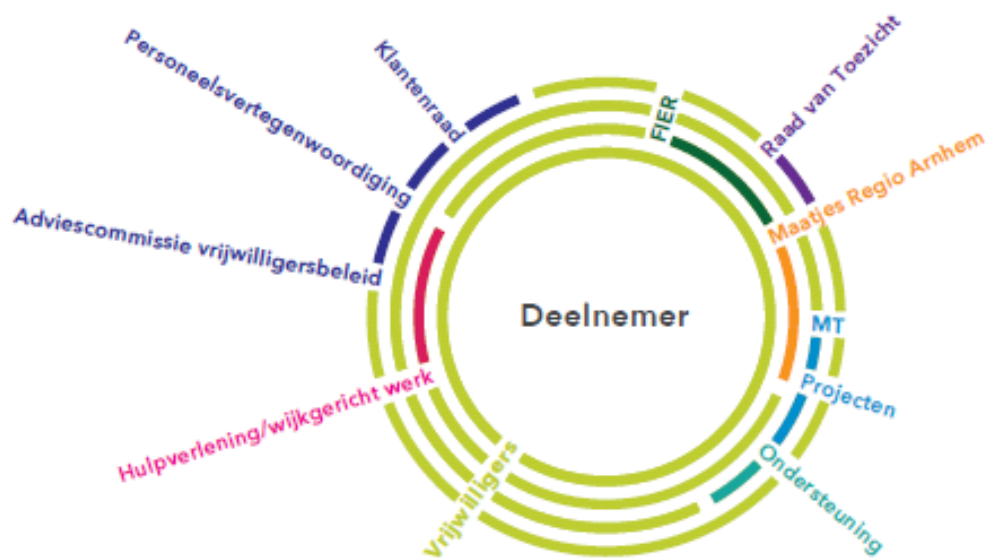 Personeelsvertegenwoordiging
Klantenraad
Raad van Toezicht
FIER
Maatjes Regio Arnhem
Adviescommissie vrijwilligersbeleid
Deelnemer
MT
Projecten
Hulpverlening/wijkgericht werk
Vrijwilligers
Ondersteuning